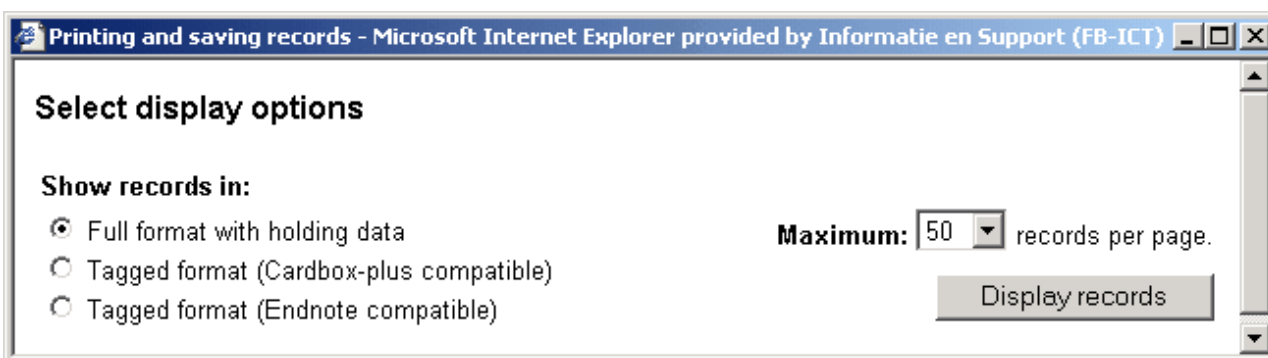 Printing and saving records - Microsoft Internet Explorer provided by Informatie en Support (FB-ICT)
Select display options
Show records in:
Full format with holding data
Maximum: 50 records per page.
Tagged format (Cardbox-plus compatible)
Display records
Tagged format (Endnote compatible)